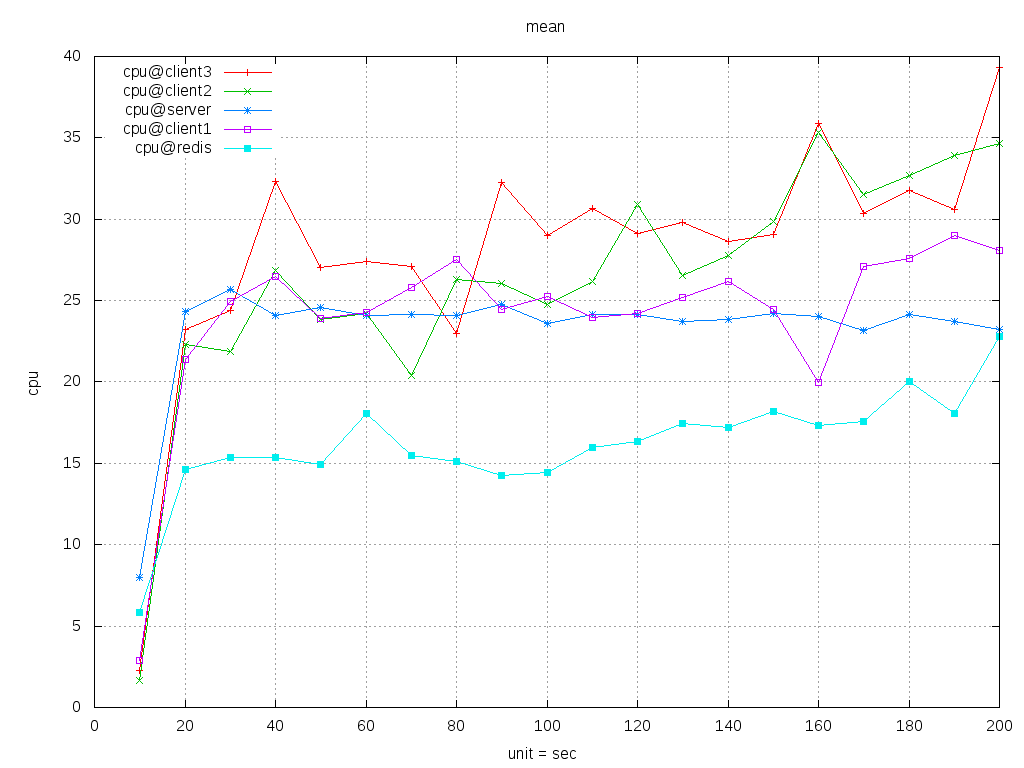 mean
cpu@client3
cpu@client2
cpu@server
cpu@client1
cpu@redis
40
35
30
25
20
15
10
5
0
cpu
0 20 40 60 80 100 120 140 160 180 200
unit = sec